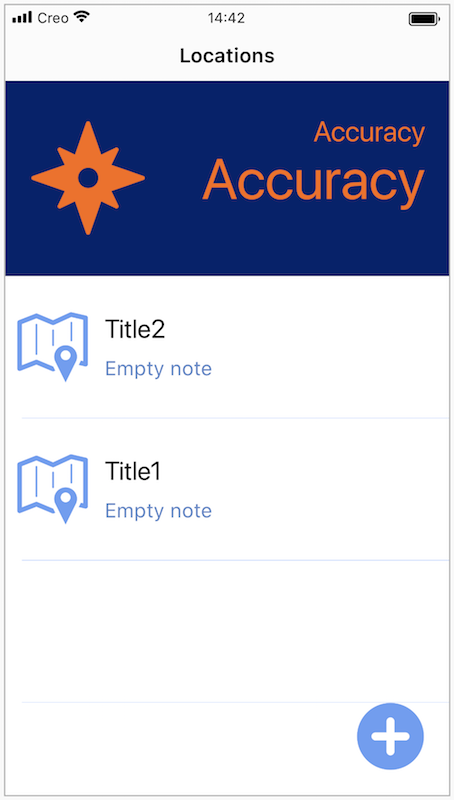 Creo 14:42
Locations
Accuracy
Accuracy
Title2
Empty note
Title1
Empty note